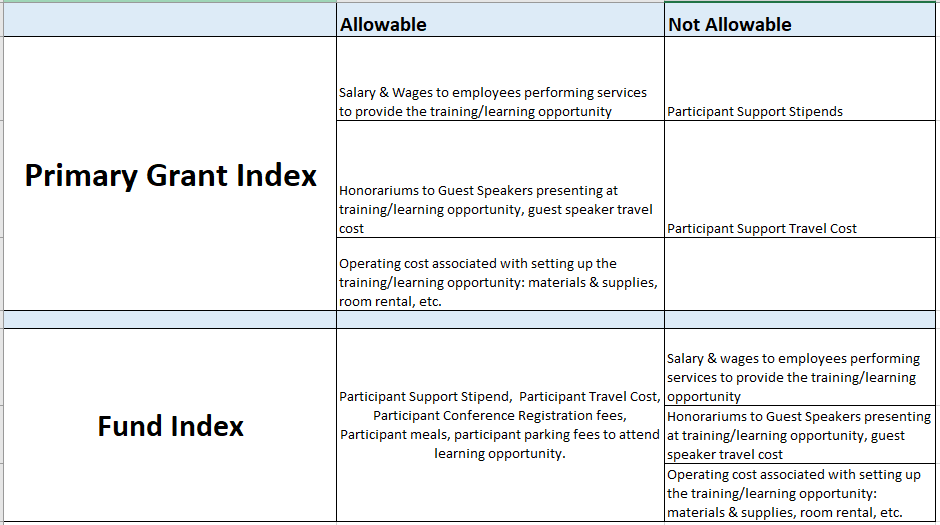 Allowable
Not Allowable
Primary Grant Index
Salary & Wages to employees performing services
to provide the training/learning opportunity
Participant Support Stipends
Honorariums to Guest Speakers presenting at
training/learning opportunity, guest speaker travel
cost
Participant Support Travel Cost
Operating cost associated with setting up the
training/learning opportunity: materials & supplies,
room rental, etc.
Fund Index
Participant Support Stipend,  Participant Travel Cost,
Participant Conference Registration fees,
Participant meals, participant parking fees to attend
learning opportunity.
Salary & wages to employees performing
services to provide the training/learning
opportunity
Honorariums to Guest Speakers presenting
at training/learning opportunity, guest
speaker travel cost
Operating cost associated with setting up
the training/learning opportunity:
materials & supplies, room rental, etc.